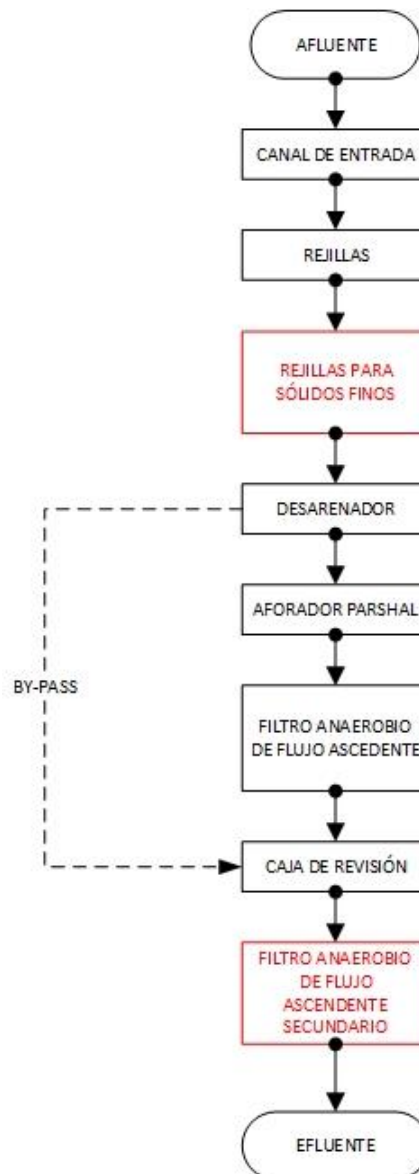 AFLUENTE
CANAL DE ENTRADA
REJILLAS
REJILLAS PARA
SÓLIDOS FINOS
DESARENADOR
AFORADOR PARSHAL
BY-PASS
FILTRO ANAEROBIO
DE FLUJO ASCEDENTE
CAJA DE REVISIÓN
FILTRO ANAEROBIO
DE FLUJO
ASCENDENTE
SECUNDARIO
EFLUENTE